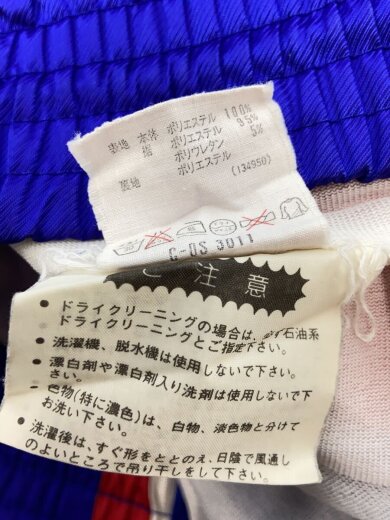 表地 本体 ポリエステル 100%
裾 ポリエステル 95%
ポリウレタン 5%
裏地 ポリエステル
(134950)
C-DS 3011
ご注意
●ドライクリーニングの場合は、必ず石油系
ドライクリーニングとご指定下さい。
●洗濯機、脱水機は使用しないで下さい。
●漂白剤や漂白剤入り洗剤は使用しないで下
さい。
●色物(特に濃色)は、白物、淡色物と分けて
お洗い下さい。
●洗濯後は、すぐ形をととのえ、日陰で風通し
のよいところで吊り干しをして下さい。